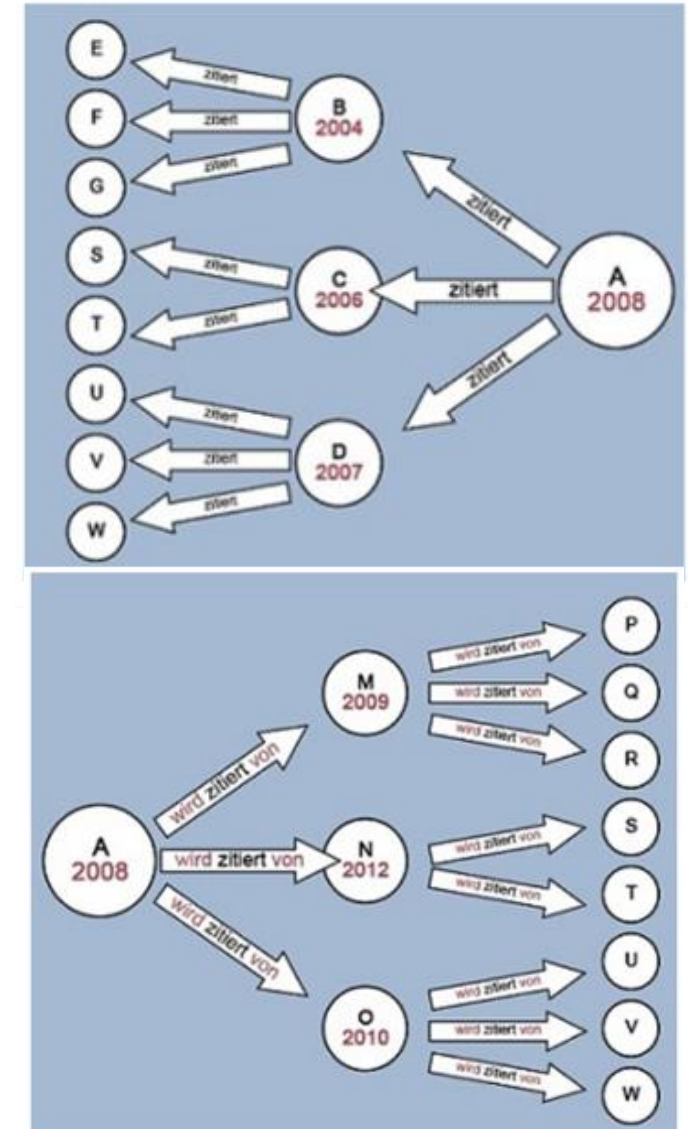 E
zitiert
B
2004
F
zitiert
G
zitiert
zitiert
S
zitiert
C
2006
zitiert
A
2008
T
zitiert
U
zitiert
zitiert
D
2007
V
zitiert
W
zitiert
P
wird zitiert von
M
2009
Q
wird zitiert von
R
wird zitiert von
wird zitiert von
S
wird zitiert von
A
2008
wird zitiert von
N
2012
T
wird zitiert von
wird zitiert von
U
wird zitiert von
O
2010
V
wird zitiert von
W
wird zitiert von